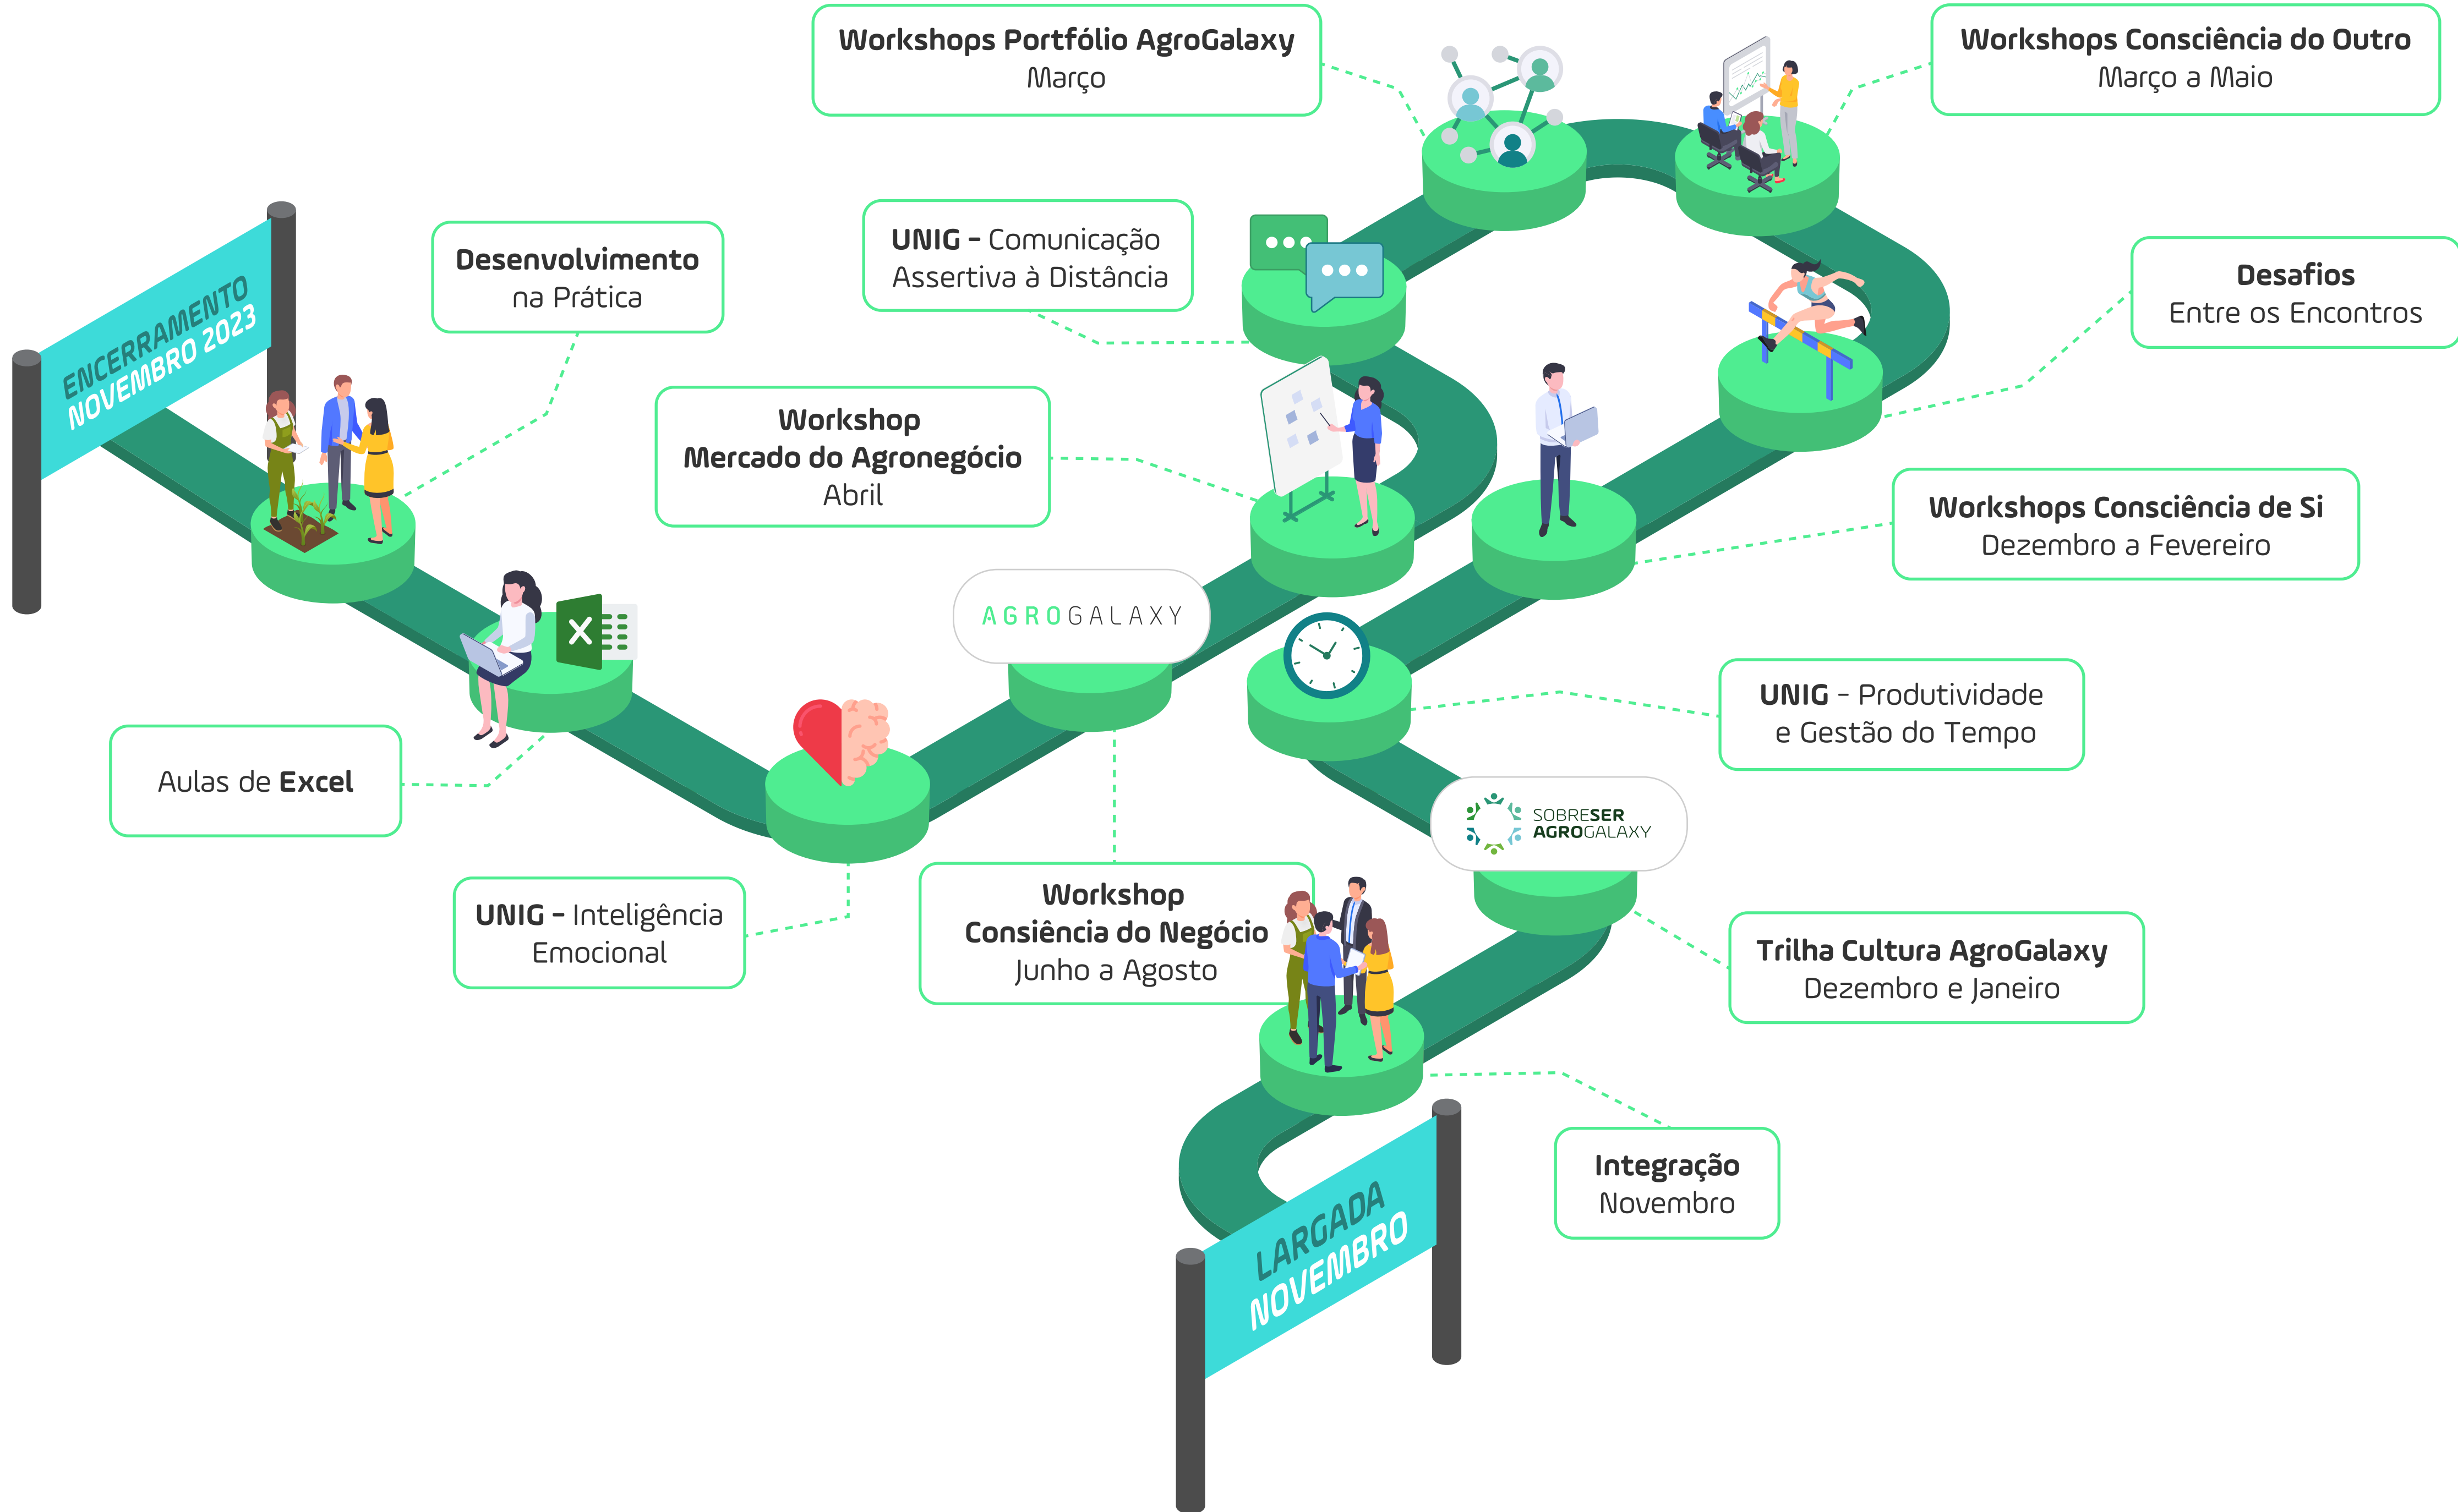 Workshops Portfólio AgroGalaxy
Março
Workshops Consciência do Outro
Março a Maio
UNIG - Comunicação
Assertiva à Distância
Desenvolvimento
na Prática
Desafios
Entre os Encontros
ENCERRAMENTO
NOVEMBRO 2023
Workshop
Mercado do Agronegócio
Abril
Workshops Consciência de Si
Dezembro a Fevereiro
AGROGALAXY
X
UNIG - Produtividade
e Gestão do Tempo
Aulas de Excel
SOBRESER
AGROGALAXY
UNIG - Inteligência
Emocional
Workshop
Consiência do Negócio
Junho a Agosto
Trilha Cultura AgroGalaxy
Dezembro e Janeiro
Integração
Novembro
LARGADA
NOVEMBRO